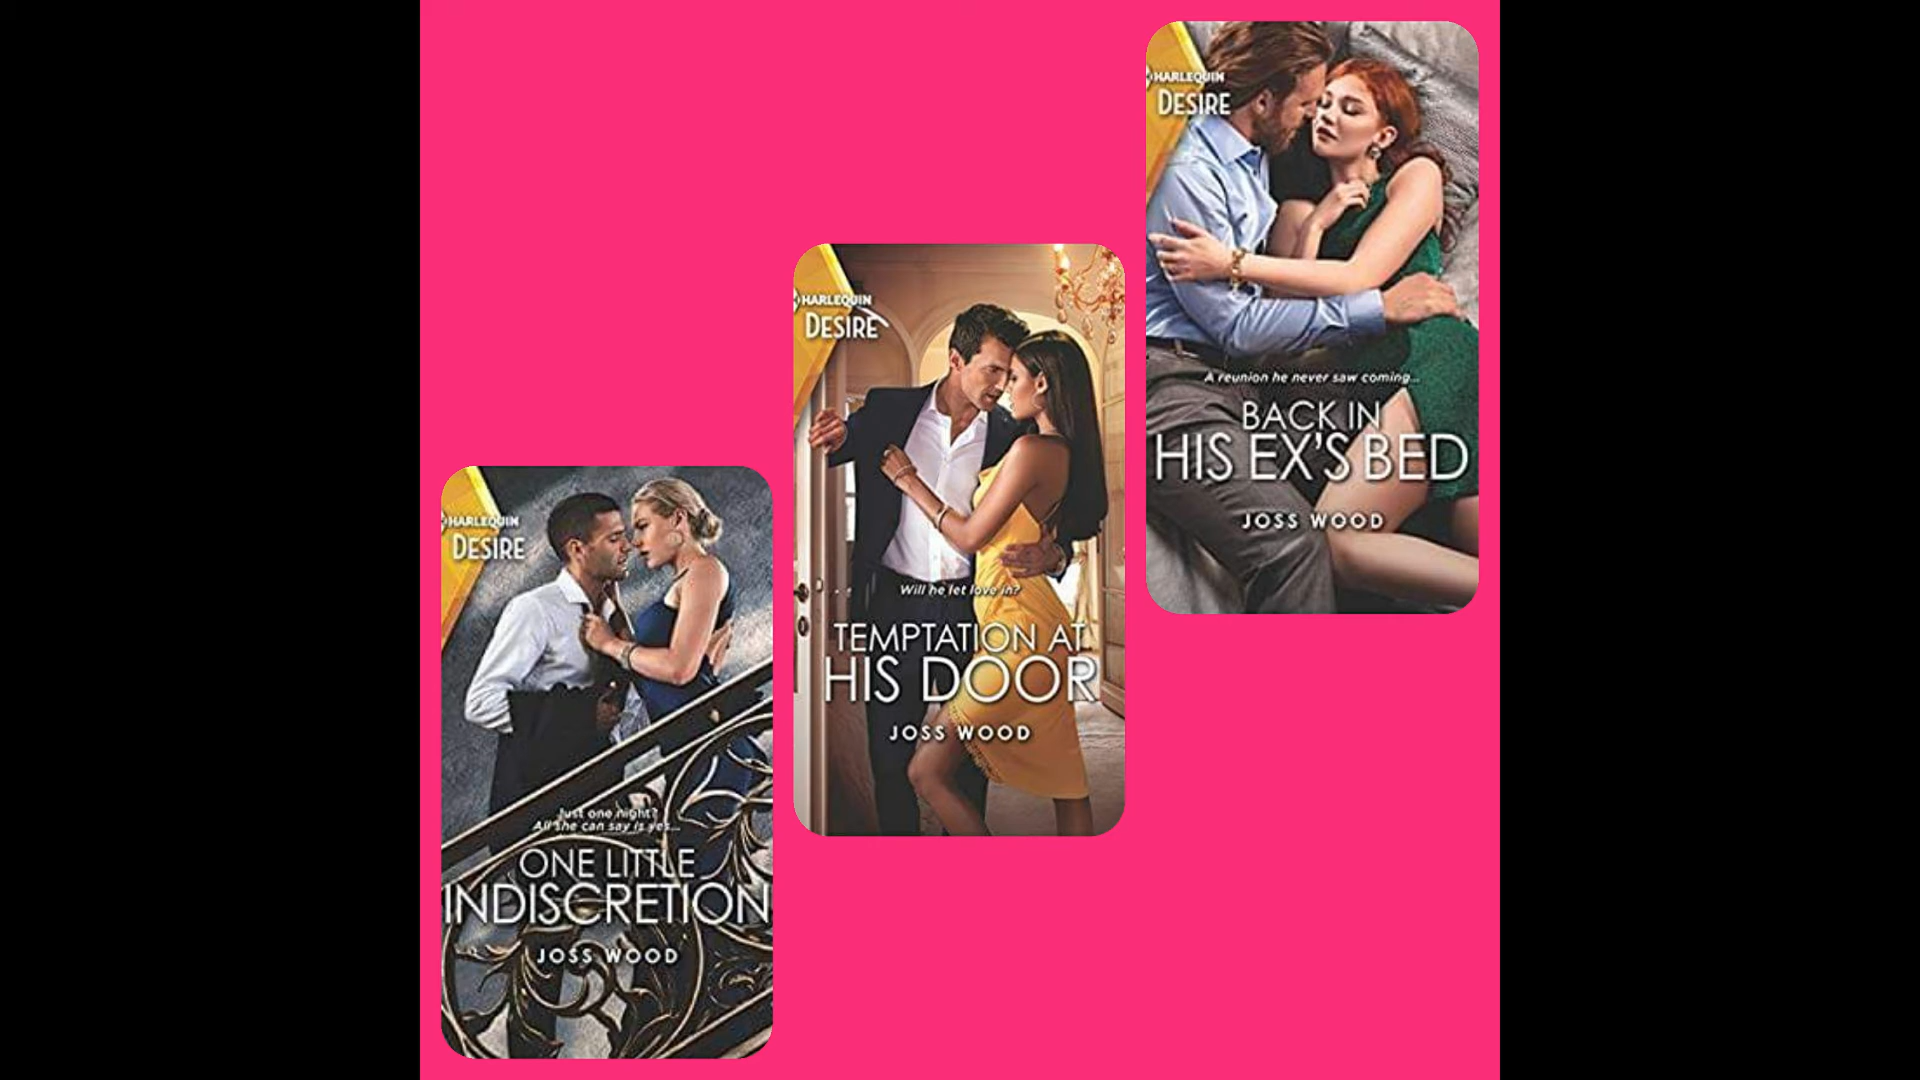 HARLEQUIN
DESIRE
Just one night?
All she can say is yes...
ONE LITTLE
INDISCRETION
JOSS WOOD
HARLEQUIN
DESIRE
Will he let love in?
TEMPTATION AT
HIS DOOR
JOSS WOOD
HARLEQUIN
DESIRE
A reunion he never saw coming...
BACK IN
HIS EX'S BED
JOSS WOOD